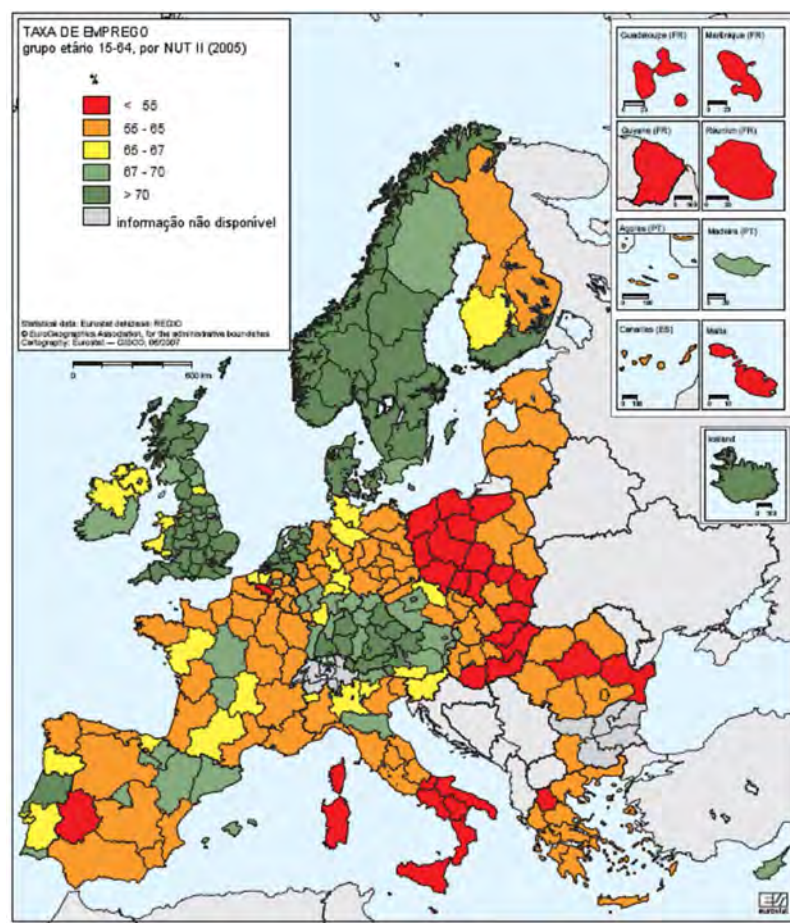 TAXA DE EMPREGO
grupo etário 15-64, por NUT II (2005)
%
< 55
55 - 65
65 - 67
67 - 70
> 70
informação não disponível
Statistical data: Eurostat database: REGIO
© EuroGeographics Association, for the administrative boundaries
Cartography: Eurostat — GISCO, 06/2007
0 600 km
Guadeloupe (FR)
Martinique (FR)
Guyane (FR)
Réunion (FR)
Açores (PT)
Madeira (PT)
Canarias (ES)
Malta
Iceland
eurostat